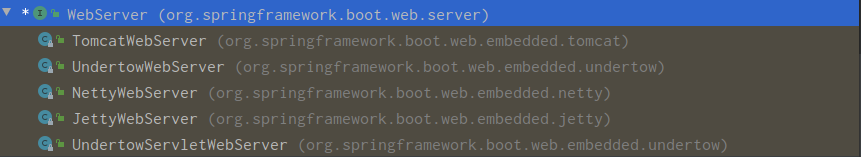 * I WebServer (org.springframework.boot.web.server)
C TomcatWebServer (org.springframework.boot.web.embedded.tomcat)
C UndertowWebServer (org.springframework.boot.web.embedded.undertow)
C NettyWebServer (org.springframework.boot.web.embedded.netty)
C JettyWebServer (org.springframework.boot.web.embedded.jetty)
C UndertowServletWebServer (org.springframework.boot.web.embedded.undertow)